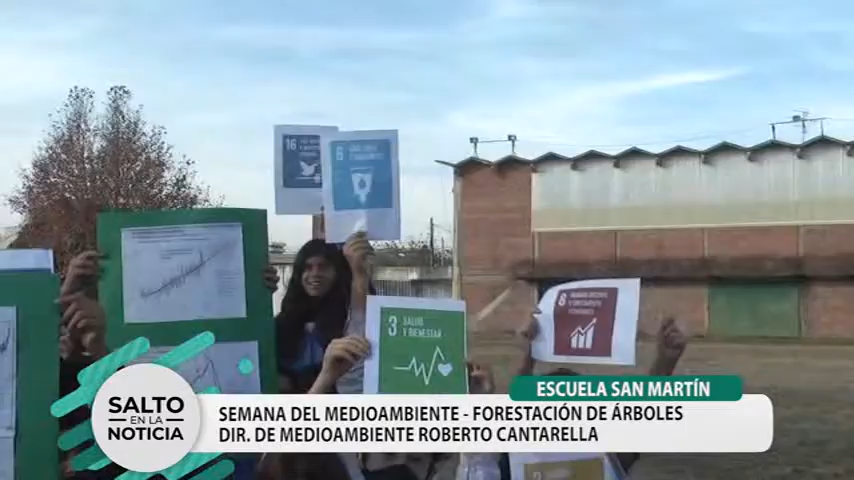 16
6
3 SALUD
Y BIENESTAR
8
ESCUELA SAN MARTÍN
SALTO
EN LA
NOTICIA
SEMANA DEL MEDIOAMBIENTE - FORESTACIÓN DE ÁRBOLES
DIR. DE MEDIOAMBIENTE ROBERTO CANTARELLA